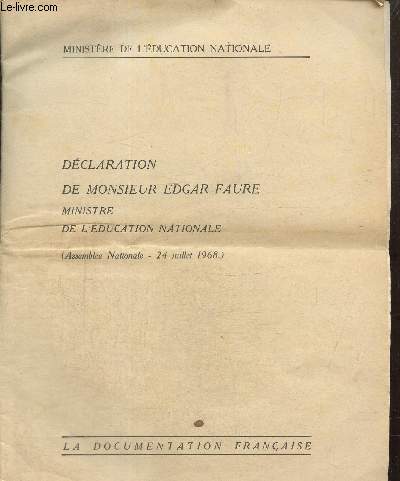 Le-livre.com
MINISTÈRE DE L'ÉDUCATION NATIONALE
DÉCLARATION
DE MONSIEUR EDGAR FAURE
MINISTRE
DE L'EDUCATION NATIONALE
(Assemblée Nationale - 24 juillet 1968.)
LA DOCUMENTATION FRANÇAISE